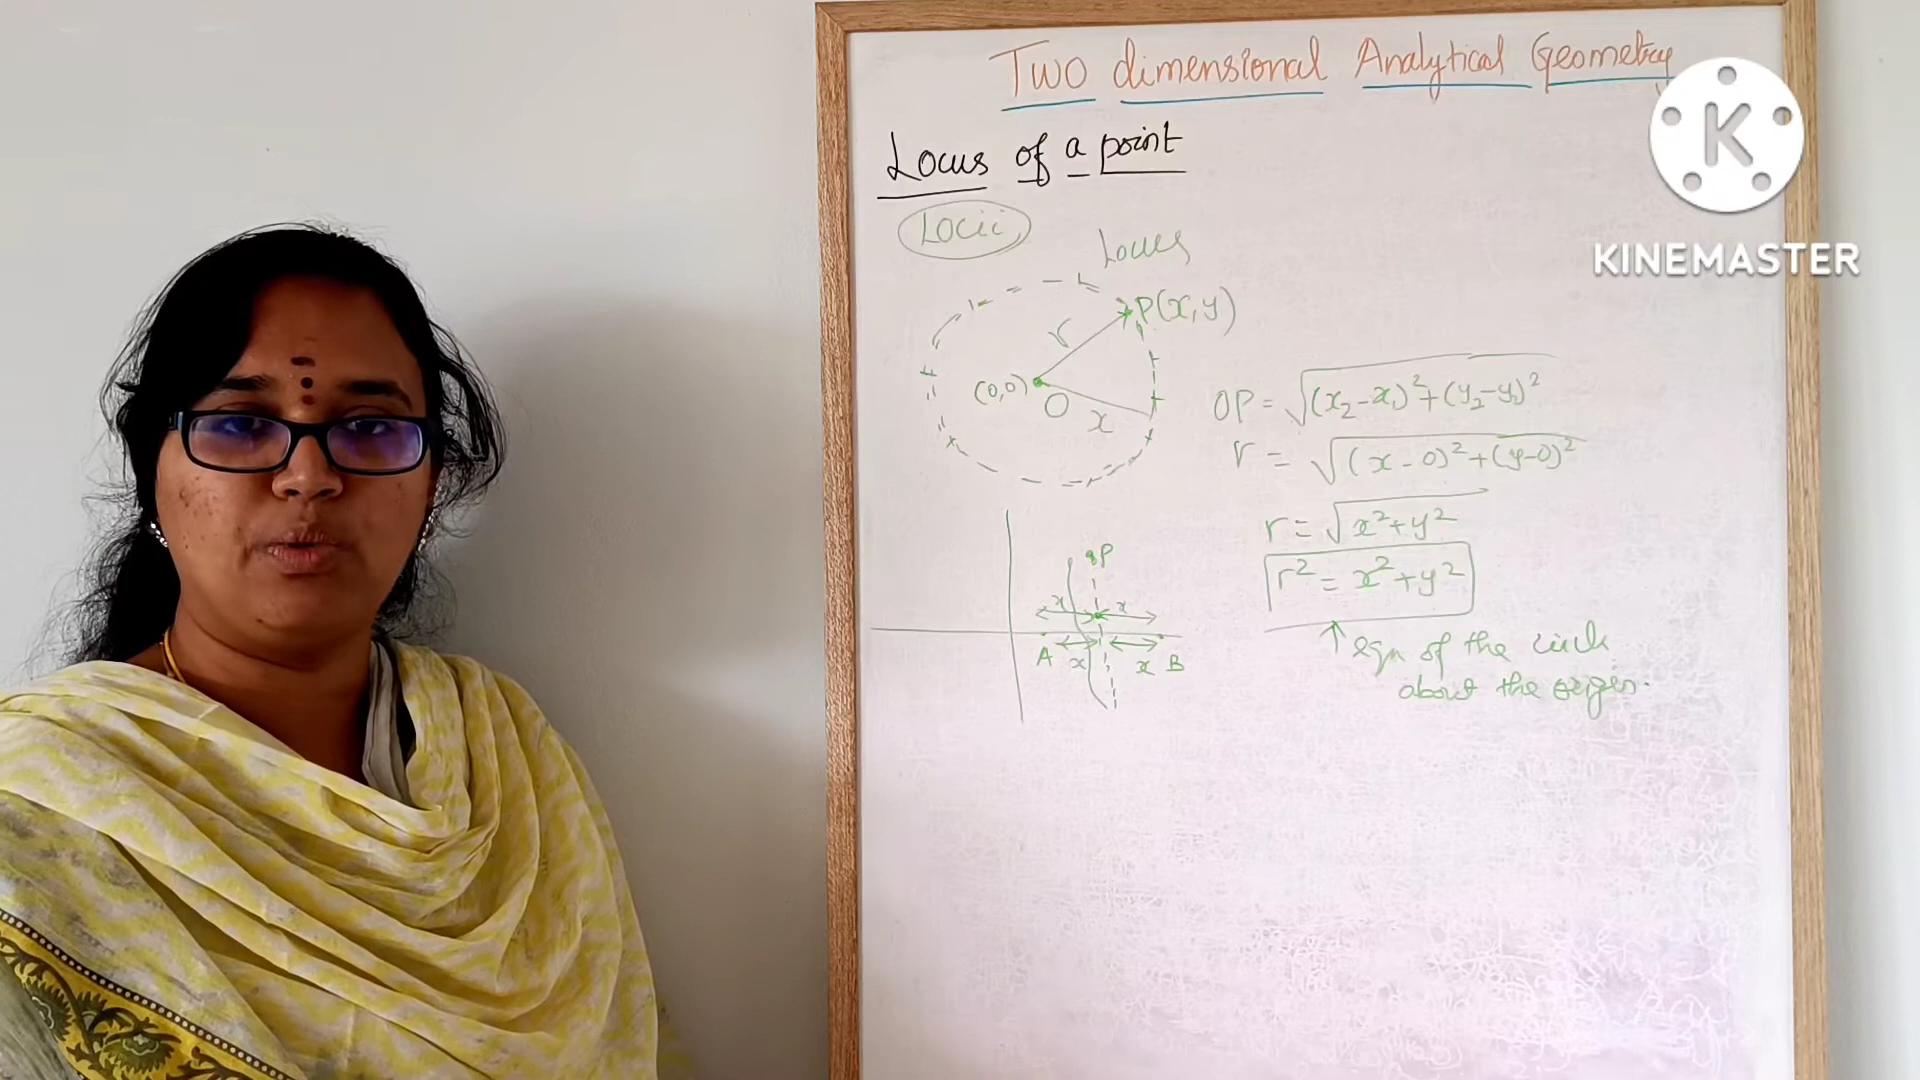 Two dimensional Analytical Geometry
K
KINEMASTER
Locus of a point
Locii
Locus
P(x,y)
r
(0,0)
O
x
OP = √(x₂-x₁)²+(y₂-y₁)²
r = √(x-0)²+(y-0)²
r = √x²+y²
r² = x²+y²
↑ eqn of the circle
about the origin.
P
x x
A x x B